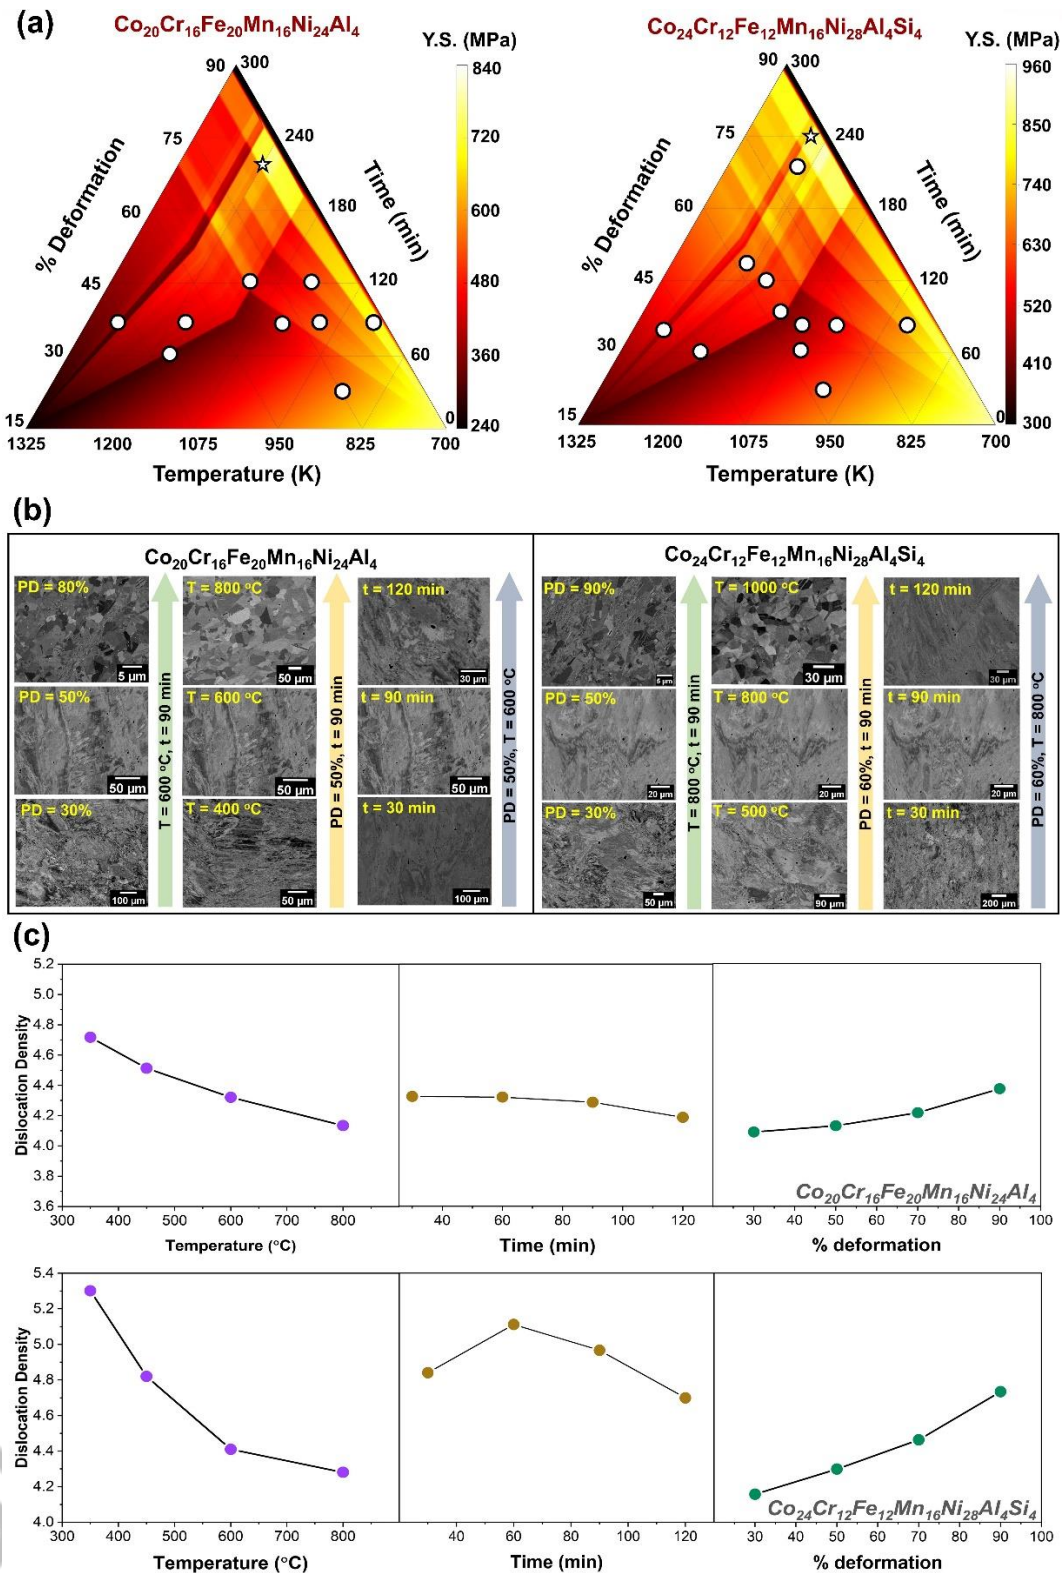 (a)
Co20Cr16Fe20Mn16Ni24Al4
Co24Cr12Fe12Mn16Ni28Al4Si4
Y.S. (MPa)
90 300
840
75
240
720
% Deformation
Time (min)
60
180
600
45
120
480
30
60
360
15
0
240
1325 1200 1075 950 825 700
Temperature (K)
Y.S. (MPa)
90 300
960
75
240
850
% Deformation
Time (min)
60
180
740
630
45
120
520
30
60
410
15
0
300
1325 1200 1075 950 825 700
Temperature (K)
(b)
Co20Cr16Fe20Mn16Ni24Al4
PD = 80%
5 µm
T = 800 °C
50 µm
t = 120 min
30 µm
PD = 50%
50 µm
T = 600 °C
50 µm
t = 90 min
50 µm
PD = 30%
100 µm
T = 400 °C
50 µm
t = 30 min
100 µm
T = 600 °C, t = 90 min
PD = 50%, t = 90 min
PD = 50%, T = 600 °C
Co24Cr12Fe12Mn16Ni28Al4Si4
PD = 90%
5 µm
T = 1000 °C
30 µm
t = 120 min
30 µm
PD = 50%
20 µm
T = 800 °C
20 µm
t = 90 min
20 µm
PD = 30%
50 µm
T = 500 °C
90 µm
t = 30 min
200 µm
T = 800 °C, t = 90 min
PD = 60%, t = 90 min
PD = 60%, T = 800 °C
(c)
Dislocation Density
5.2
5.0
4.8
4.6
4.4
4.2
4.0
3.8
3.6
300 400 500 600 700 800
Temperature (°C)
40 60 80 100 120
Time (min)
30 40 50 60 70 80 90 100
% deformation
Co20Cr16Fe20Mn16Ni24Al4
Dislocation Density
5.4
5.2
5.0
4.8
4.6
4.4
4.2
4.0
300 400 500 600 700 800
Temperature (°C)
40 60 80 100 120
Time (min)
30 40 50 60 70 80 90 100
% deformation
Co24Cr12Fe12Mn16Ni28Al4Si4